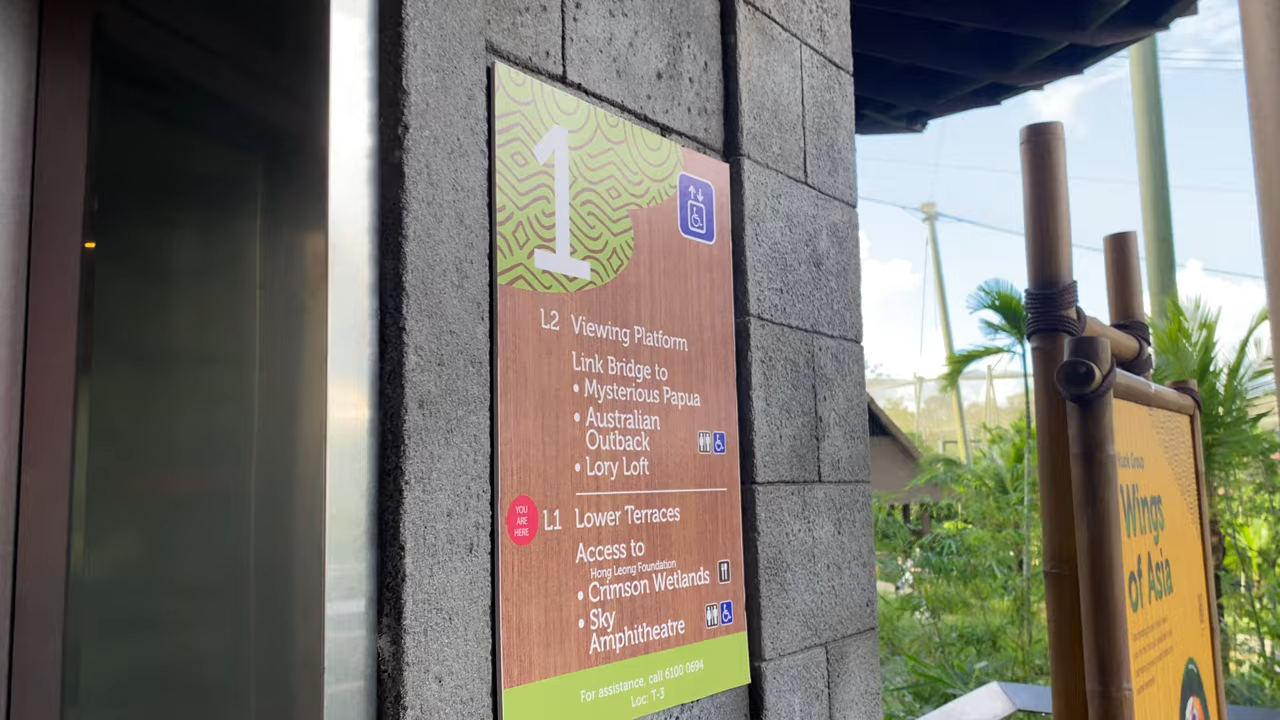 1
L2 Viewing Platform
Link Bridge to
• Mysterious Papua
• Australian
Outback
• Lory Loft
YOU
ARE
HERE
L1 Lower Terraces
Access to
Hong Leong Foundation
• Crimson Wetlands
• Sky
Amphitheatre
For assistance, call 6100 0694
Loc: T-3
Kuok Group
Wings
of Asia